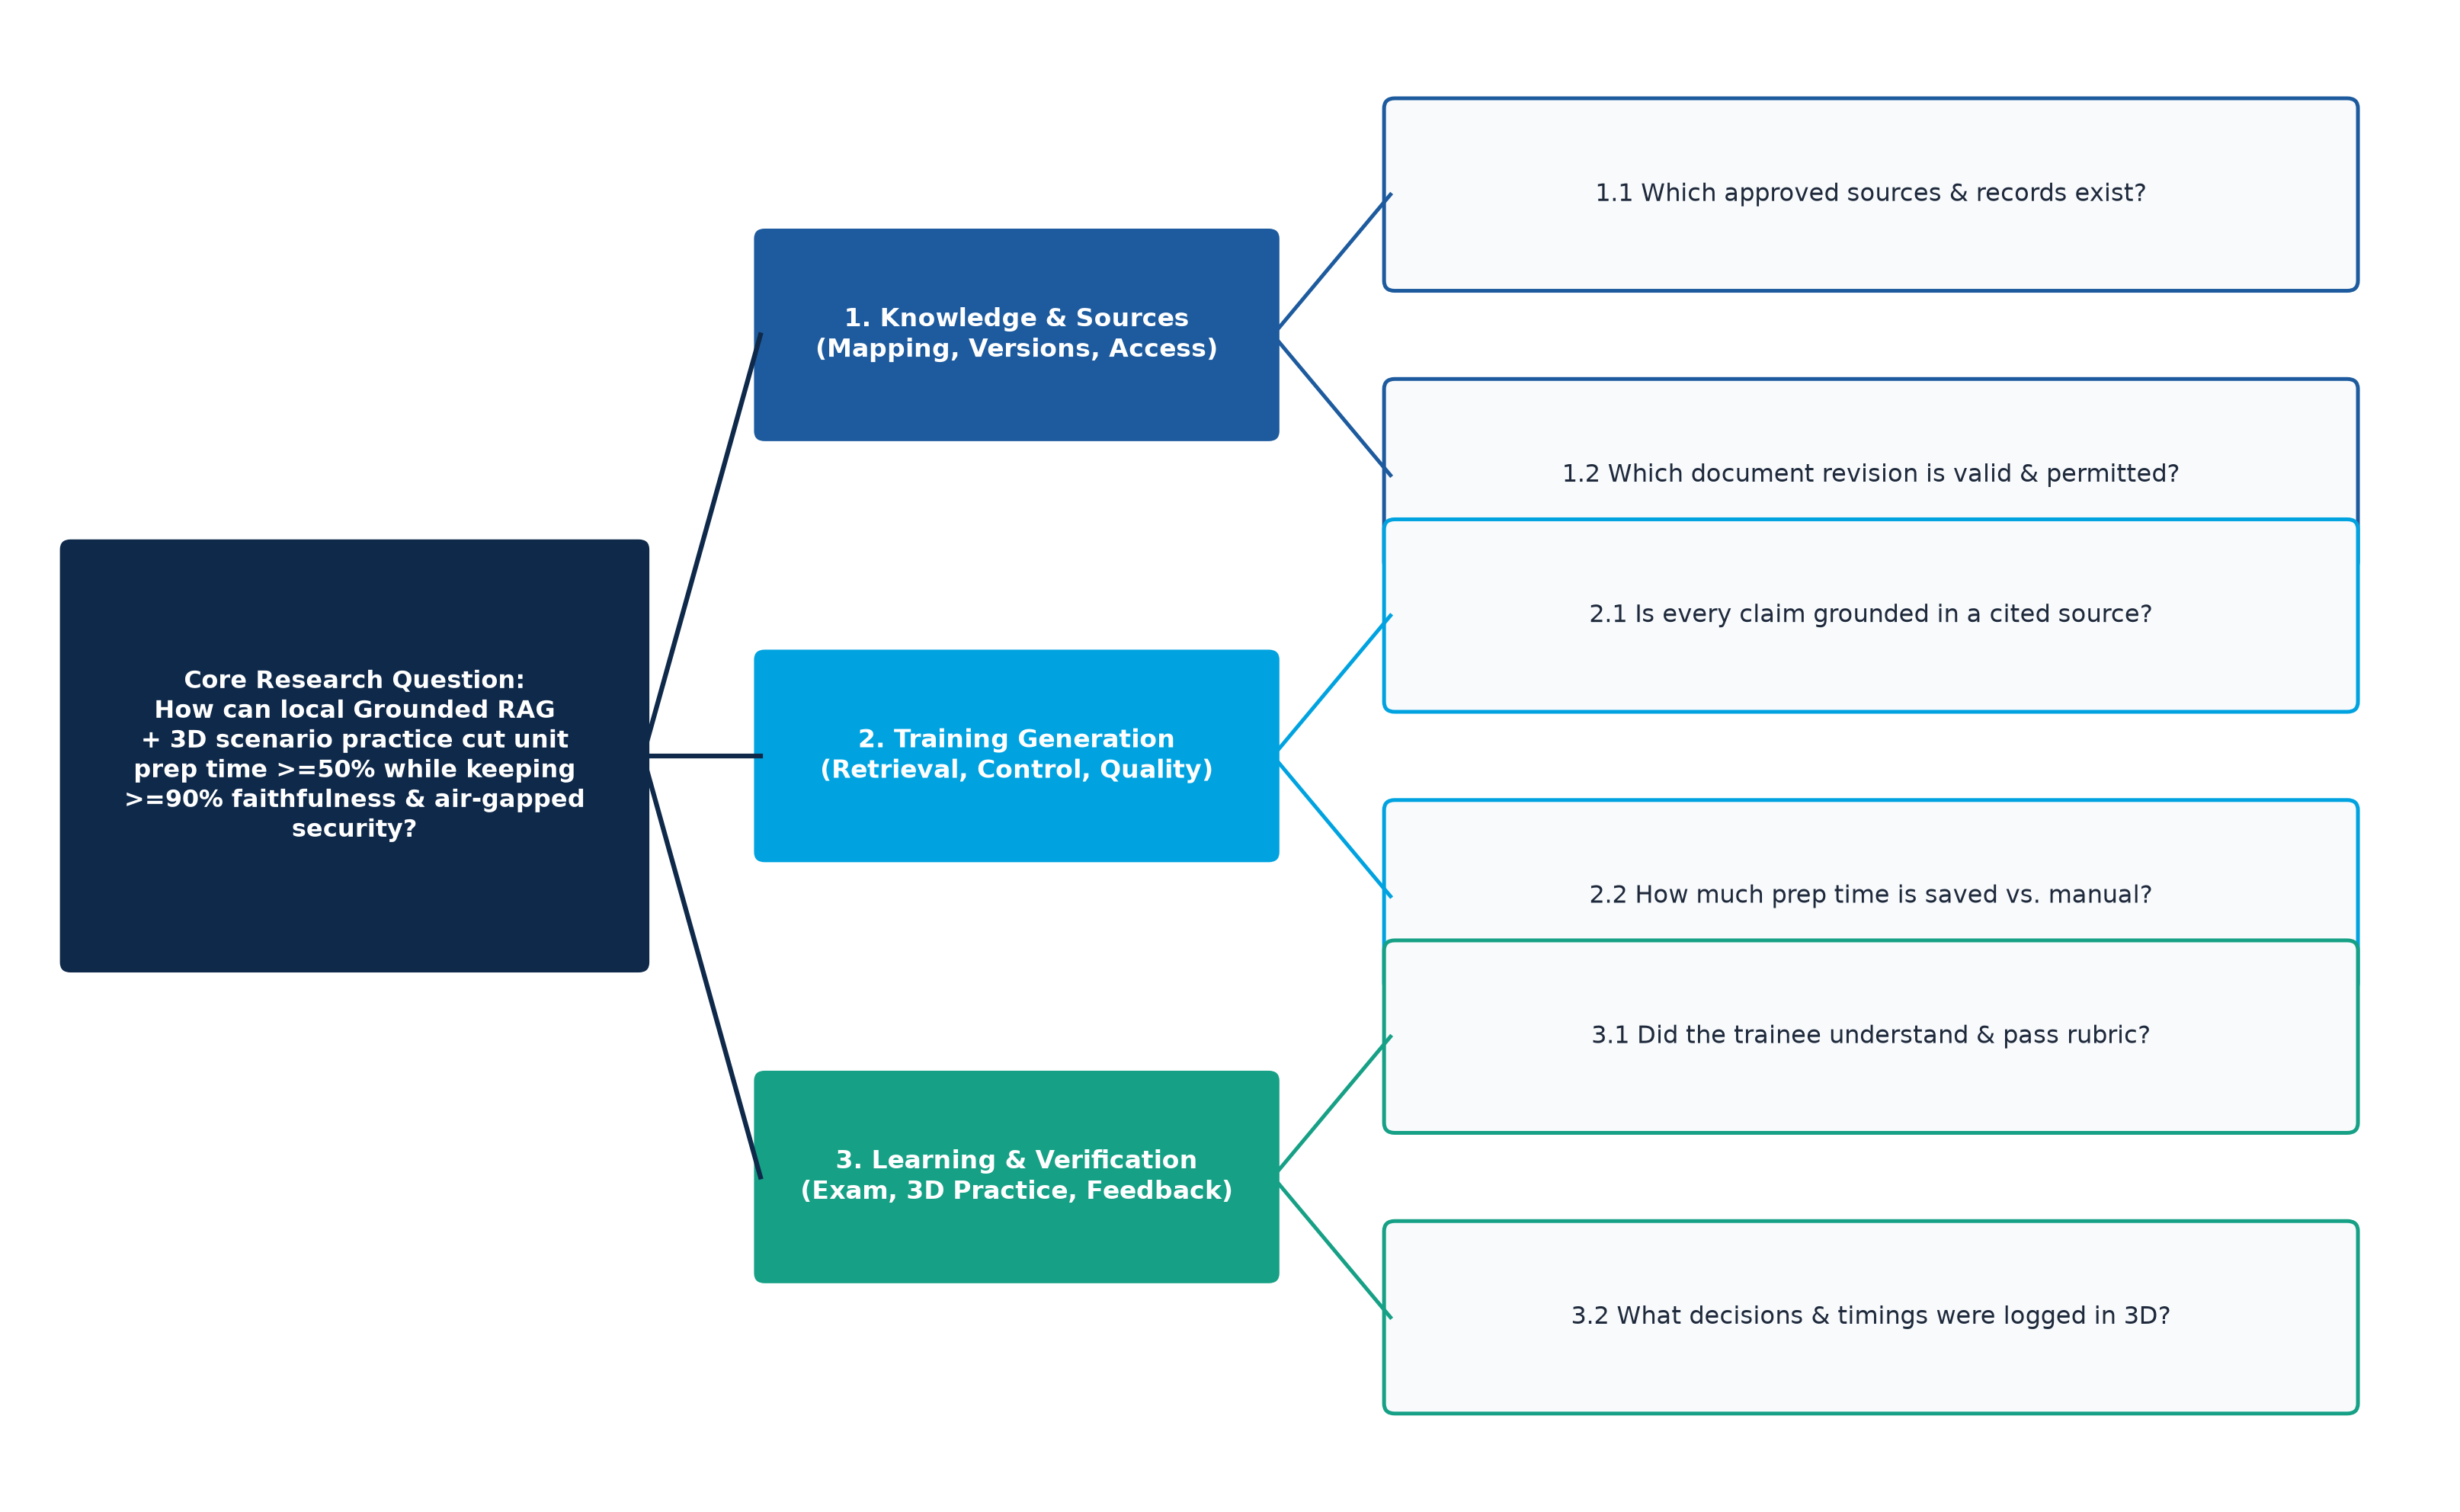 Core Research Question:
How can local Grounded RAG
+ 3D scenario practice cut unit
prep time >=50% while keeping
>=90% faithfulness & air-gapped
security?
1. Knowledge & Sources
(Mapping, Versions, Access)
1.1 Which approved sources & records exist?
1.2 Which document revision is valid & permitted?
2. Training Generation
(Retrieval, Control, Quality)
2.1 Is every claim grounded in a cited source?
2.2 How much prep time is saved vs. manual?
3. Learning & Verification
(Exam, 3D Practice, Feedback)
3.1 Did the trainee understand & pass rubric?
3.2 What decisions & timings were logged in 3D?